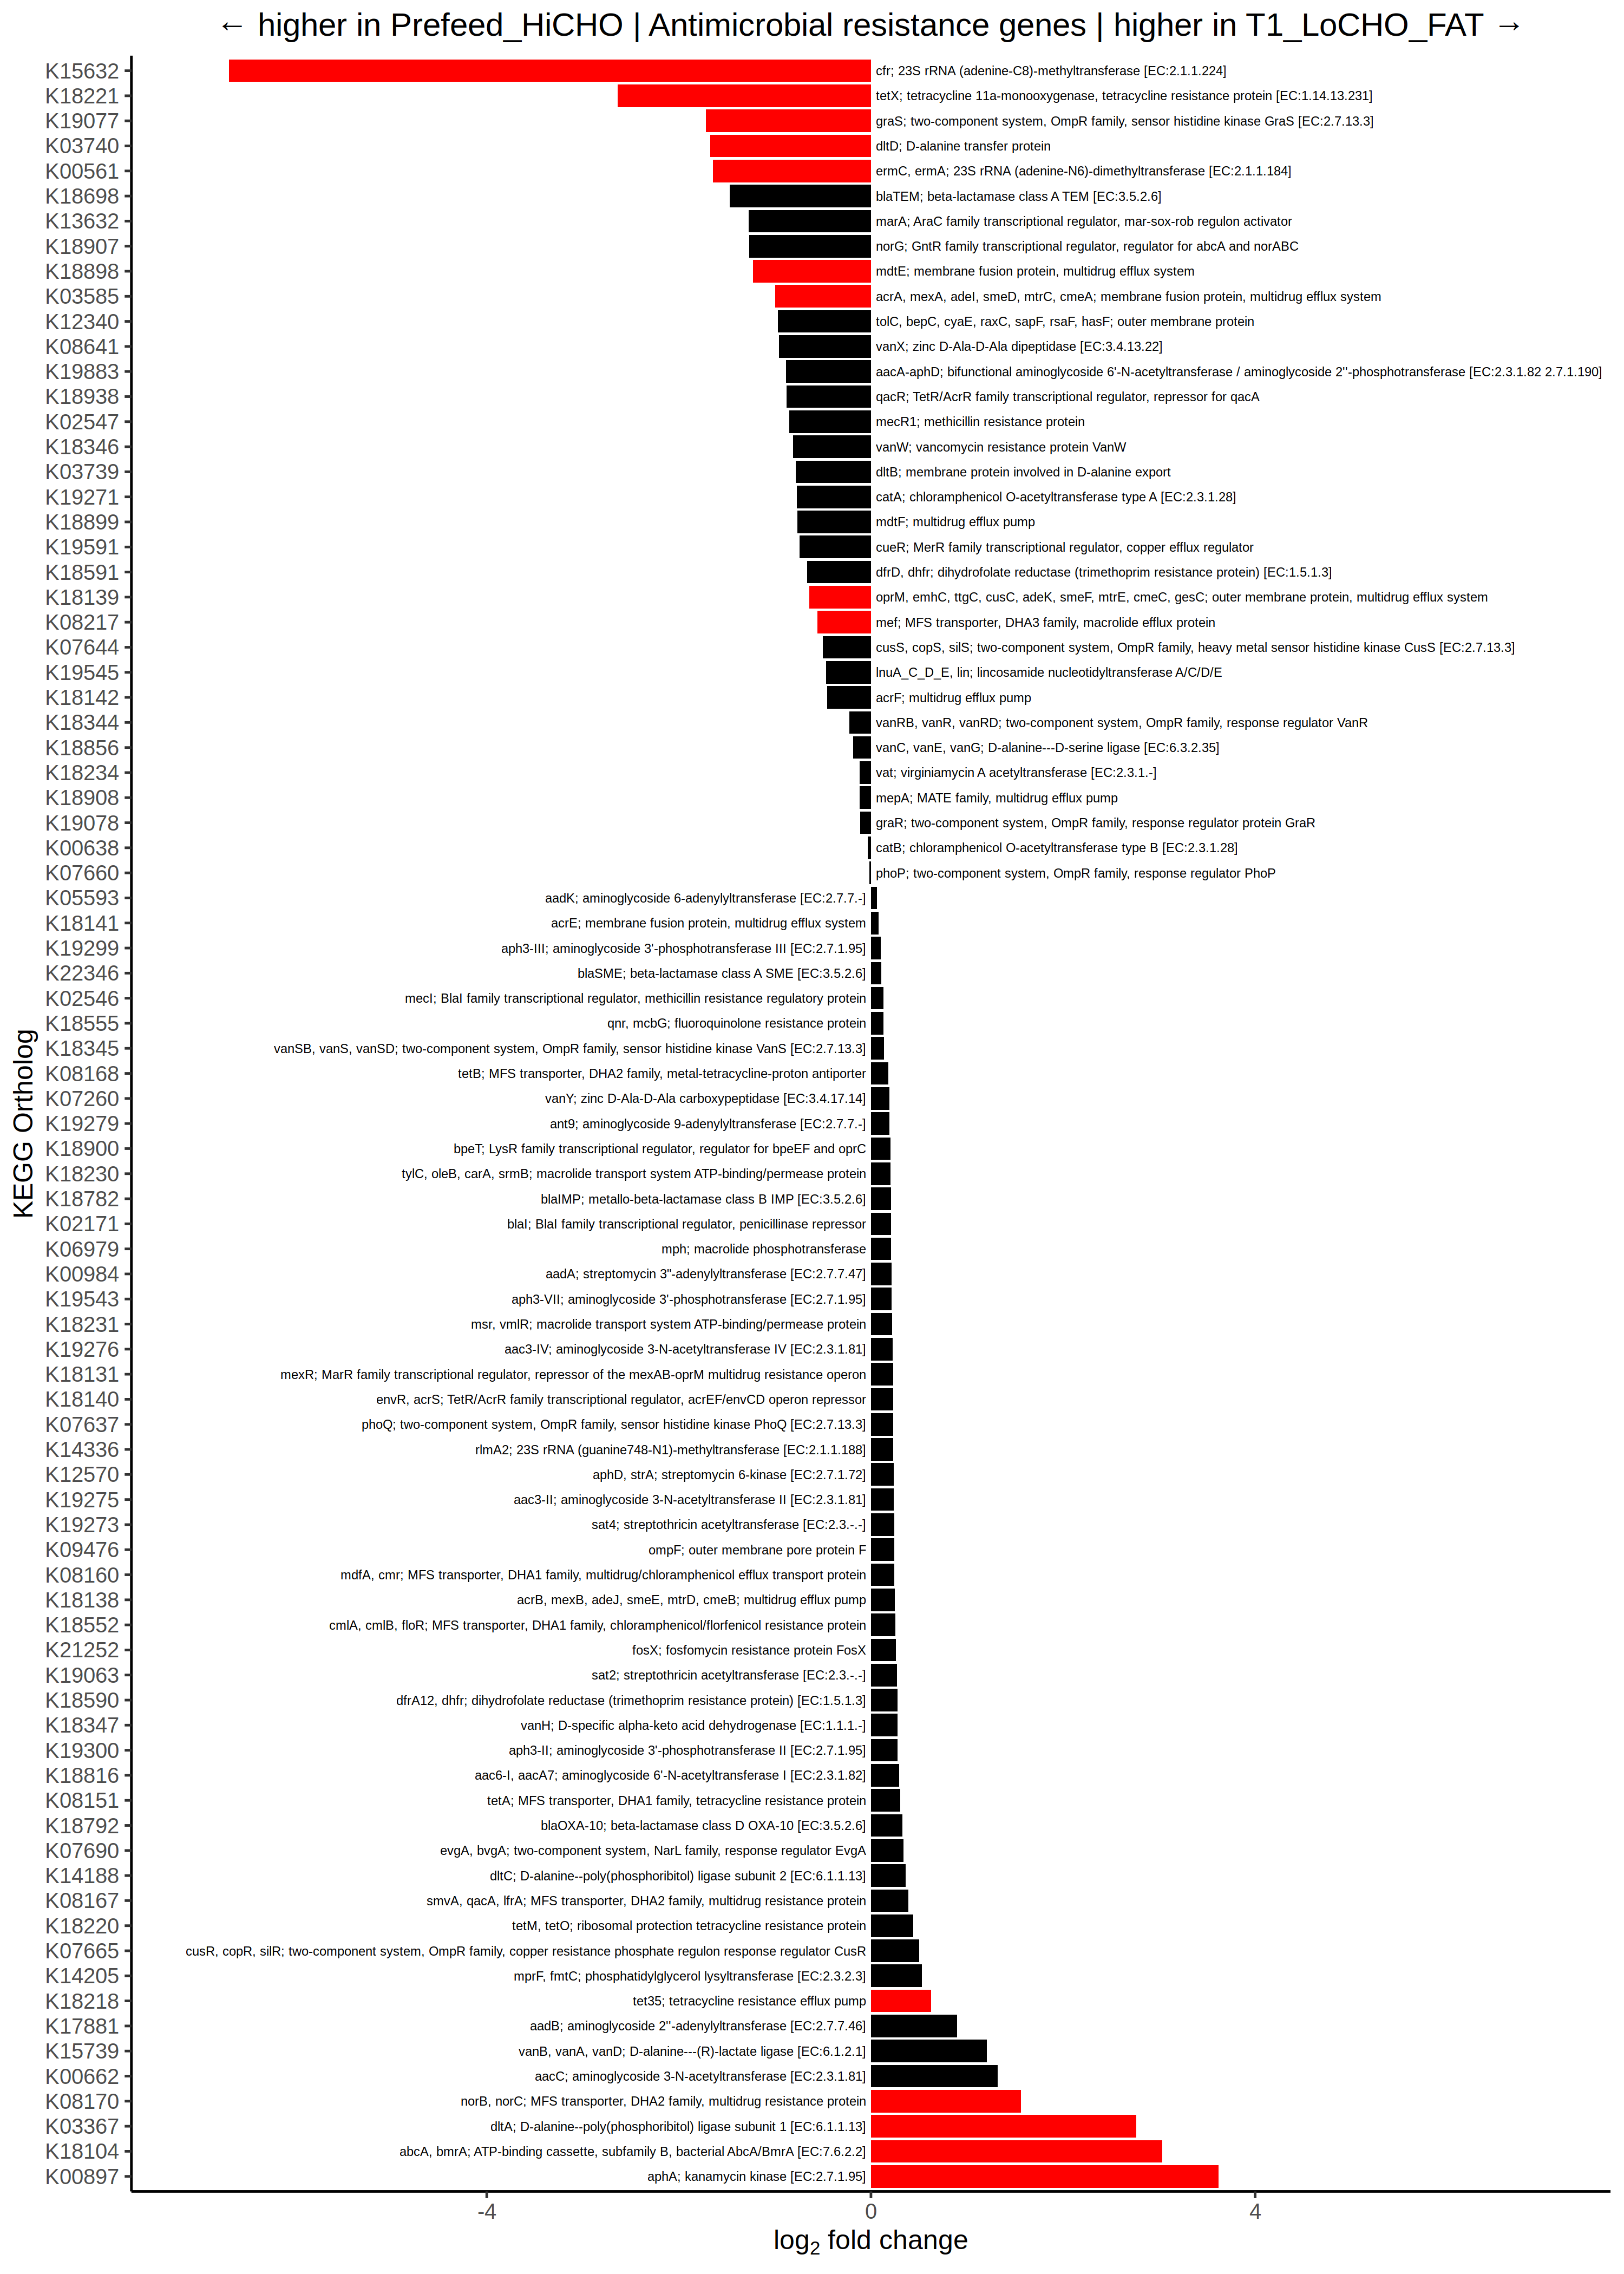 ← higher in Prefeed_HiCHO | Antimicrobial resistance genes | higher in T1_LoCHO_FAT →
K15632 cfr; 23S rRNA (adenine-C8)-methyltransferase [EC:2.1.1.224]
K18221 tetX; tetracycline 11a-monooxygenase, tetracycline resistance protein [EC:1.14.13.231]
K19077 graS; two-component system, OmpR family, sensor histidine kinase GraS [EC:2.7.13.3]
K03740 dltD; D-alanine transfer protein
K00561 ermC, ermA; 23S rRNA (adenine-N6)-dimethyltransferase [EC:2.1.1.184]
K18698 blaTEM; beta-lactamase class A TEM [EC:3.5.2.6]
K13632 marA; AraC family transcriptional regulator, mar-sox-rob regulon activator
K18907 norG; GntR family transcriptional regulator, regulator for abcA and norABC
K18898 mdtE; membrane fusion protein, multidrug efflux system
K03585 acrA, mexA, adeI, smeD, mtrC, cmeA; membrane fusion protein, multidrug efflux system
K12340 tolC, bepC, cyaE, raxC, sapF, rsaF, hasF; outer membrane protein
K08641 vanX; zinc D-Ala-D-Ala dipeptidase [EC:3.4.13.22]
K19883 aacA-aphD; bifunctional aminoglycoside 6'-N-acetyltransferase / aminoglycoside 2''-phosphotransferase [EC:2.3.1.82 2.7.1.190]
K18938 qacR; TetR/AcrR family transcriptional regulator, repressor for qacA
K02547 mecR1; methicillin resistance protein
K18346 vanW; vancomycin resistance protein VanW
K03739 dltB; membrane protein involved in D-alanine export
K19271 catA; chloramphenicol O-acetyltransferase type A [EC:2.3.1.28]
K18899 mdtF; multidrug efflux pump
K19591 cueR; MerR family transcriptional regulator, copper efflux regulator
K18591 dfrD, dhfr; dihydrofolate reductase (trimethoprim resistance protein) [EC:1.5.1.3]
K18139 oprM, emhC, ttgC, cusC, adeK, smeF, mtrE, cmeC, gesC; outer membrane protein, multidrug efflux system
K08217 mef; MFS transporter, DHA3 family, macrolide efflux protein
K07644 cusS, copS, silS; two-component system, OmpR family, heavy metal sensor histidine kinase CusS [EC:2.7.13.3]
K19545 lnuA_C_D_E, lin; lincosamide nucleotidyltransferase A/C/D/E
K18142 acrF; multidrug efflux pump
K18344 vanRB, vanR, vanRD; two-component system, OmpR family, response regulator VanR
K18856 vanC, vanE, vanG; D-alanine---D-serine ligase [EC:6.3.2.35]
K18234 vat; virginiamycin A acetyltransferase [EC:2.3.1.-]
K18908 mepA; MATE family, multidrug efflux pump
K19078 graR; two-component system, OmpR family, response regulator protein GraR
K00638 catB; chloramphenicol O-acetyltransferase type B [EC:2.3.1.28]
K07660 phoP; two-component system, OmpR family, response regulator PhoP
K05593 aadK; aminoglycoside 6-adenylyltransferase [EC:2.7.7.-]
K18141 acrE; membrane fusion protein, multidrug efflux system
K19299 aph3-III; aminoglycoside 3'-phosphotransferase III [EC:2.7.1.95]
K22346 blaSME; beta-lactamase class A SME [EC:3.5.2.6]
K02546 mecI; BlaI family transcriptional regulator, methicillin resistance regulatory protein
K18555 qnr, mcbG; fluoroquinolone resistance protein
K18345 vanSB, vanS, vanSD; two-component system, OmpR family, sensor histidine kinase VanS [EC:2.7.13.3]
K08168 tetB; MFS transporter, DHA2 family, metal-tetracycline-proton antiporter
K07260 vanY; zinc D-Ala-D-Ala carboxypeptidase [EC:3.4.17.14]
K19279 ant9; aminoglycoside 9-adenylyltransferase [EC:2.7.7.-]
K18900 bpeT; LysR family transcriptional regulator, regulator for bpeEF and oprC
K18230 tylC, oleB, carA, srmB; macrolide transport system ATP-binding/permease protein
K18782 blaIMP; metallo-beta-lactamase class B IMP [EC:3.5.2.6]
K02171 blaI; BlaI family transcriptional regulator, penicillinase repressor
K06979 mph; macrolide phosphotransferase
K00984 aadA; streptomycin 3"-adenylyltransferase [EC:2.7.7.47]
K19543 aph3-VII; aminoglycoside 3'-phosphotransferase [EC:2.7.1.95]
K18231 msr, vmlR; macrolide transport system ATP-binding/permease protein
K19276 aac3-IV; aminoglycoside 3-N-acetyltransferase IV [EC:2.3.1.81]
K18131 mexR; MarR family transcriptional regulator, repressor of the mexAB-oprM multidrug resistance operon
K18140 envR, acrS; TetR/AcrR family transcriptional regulator, acrEF/envCD operon repressor
K07637 phoQ; two-component system, OmpR family, sensor histidine kinase PhoQ [EC:2.7.13.3]
K14336 rlmA2; 23S rRNA (guanine748-N1)-methyltransferase [EC:2.1.1.188]
K12570 aphD, strA; streptomycin 6-kinase [EC:2.7.1.72]
K19275 aac3-II; aminoglycoside 3-N-acetyltransferase II [EC:2.3.1.81]
K19273 sat4; streptothricin acetyltransferase [EC:2.3.-.-]
K09476 ompF; outer membrane pore protein F
K08160 mdfA, cmr; MFS transporter, DHA1 family, multidrug/chloramphenicol efflux transport protein
K18138 acrB, mexB, adeJ, smeE, mtrD, cmeB; multidrug efflux pump
K18552 cmlA, cmlB, floR; MFS transporter, DHA1 family, chloramphenicol/florfenicol resistance protein
K21252 fosX; fosfomycin resistance protein FosX
K19063 sat2; streptothricin acetyltransferase [EC:2.3.-.-]
K18590 dfrA12, dhfr; dihydrofolate reductase (trimethoprim resistance protein) [EC:1.5.1.3]
K18347 vanH; D-specific alpha-keto acid dehydrogenase [EC:1.1.1.-]
K19300 aph3-II; aminoglycoside 3'-phosphotransferase II [EC:2.7.1.95]
K18816 aac6-I, aacA7; aminoglycoside 6'-N-acetyltransferase I [EC:2.3.1.82]
K08151 tetA; MFS transporter, DHA1 family, tetracycline resistance protein
K18792 blaOXA-10; beta-lactamase class D OXA-10 [EC:3.5.2.6]
K07690 evgA, bvgA; two-component system, NarL family, response regulator EvgA
K14188 dltC; D-alanine--poly(phosphoribitol) ligase subunit 2 [EC:6.1.1.13]
K08167 smvA, qacA, lfrA; MFS transporter, DHA2 family, multidrug resistance protein
K18220 tetM, tetO; ribosomal protection tetracycline resistance protein
K07665 cusR, copR, silR; two-component system, OmpR family, copper resistance phosphate regulon response regulator CusR
K14205 mprF, fmtC; phosphatidylglycerol lysyltransferase [EC:2.3.2.3]
K18218 tet35; tetracycline resistance efflux pump
K17881 aadB; aminoglycoside 2''-adenylyltransferase [EC:2.7.7.46]
K15739 vanB, vanA, vanD; D-alanine---(R)-lactate ligase [EC:6.1.2.1]
K00662 aacC; aminoglycoside 3-N-acetyltransferase [EC:2.3.1.81]
K08170 norB, norC; MFS transporter, DHA2 family, multidrug resistance protein
K03367 dltA; D-alanine--poly(phosphoribitol) ligase subunit 1 [EC:6.1.1.13]
K18104 abcA, bmrA; ATP-binding cassette, subfamily B, bacterial AbcA/BmrA [EC:7.6.2.2]
K00897 aphA; kanamycin kinase [EC:2.7.1.95]
KEGG Ortholog
-4 0 4
log2 fold change